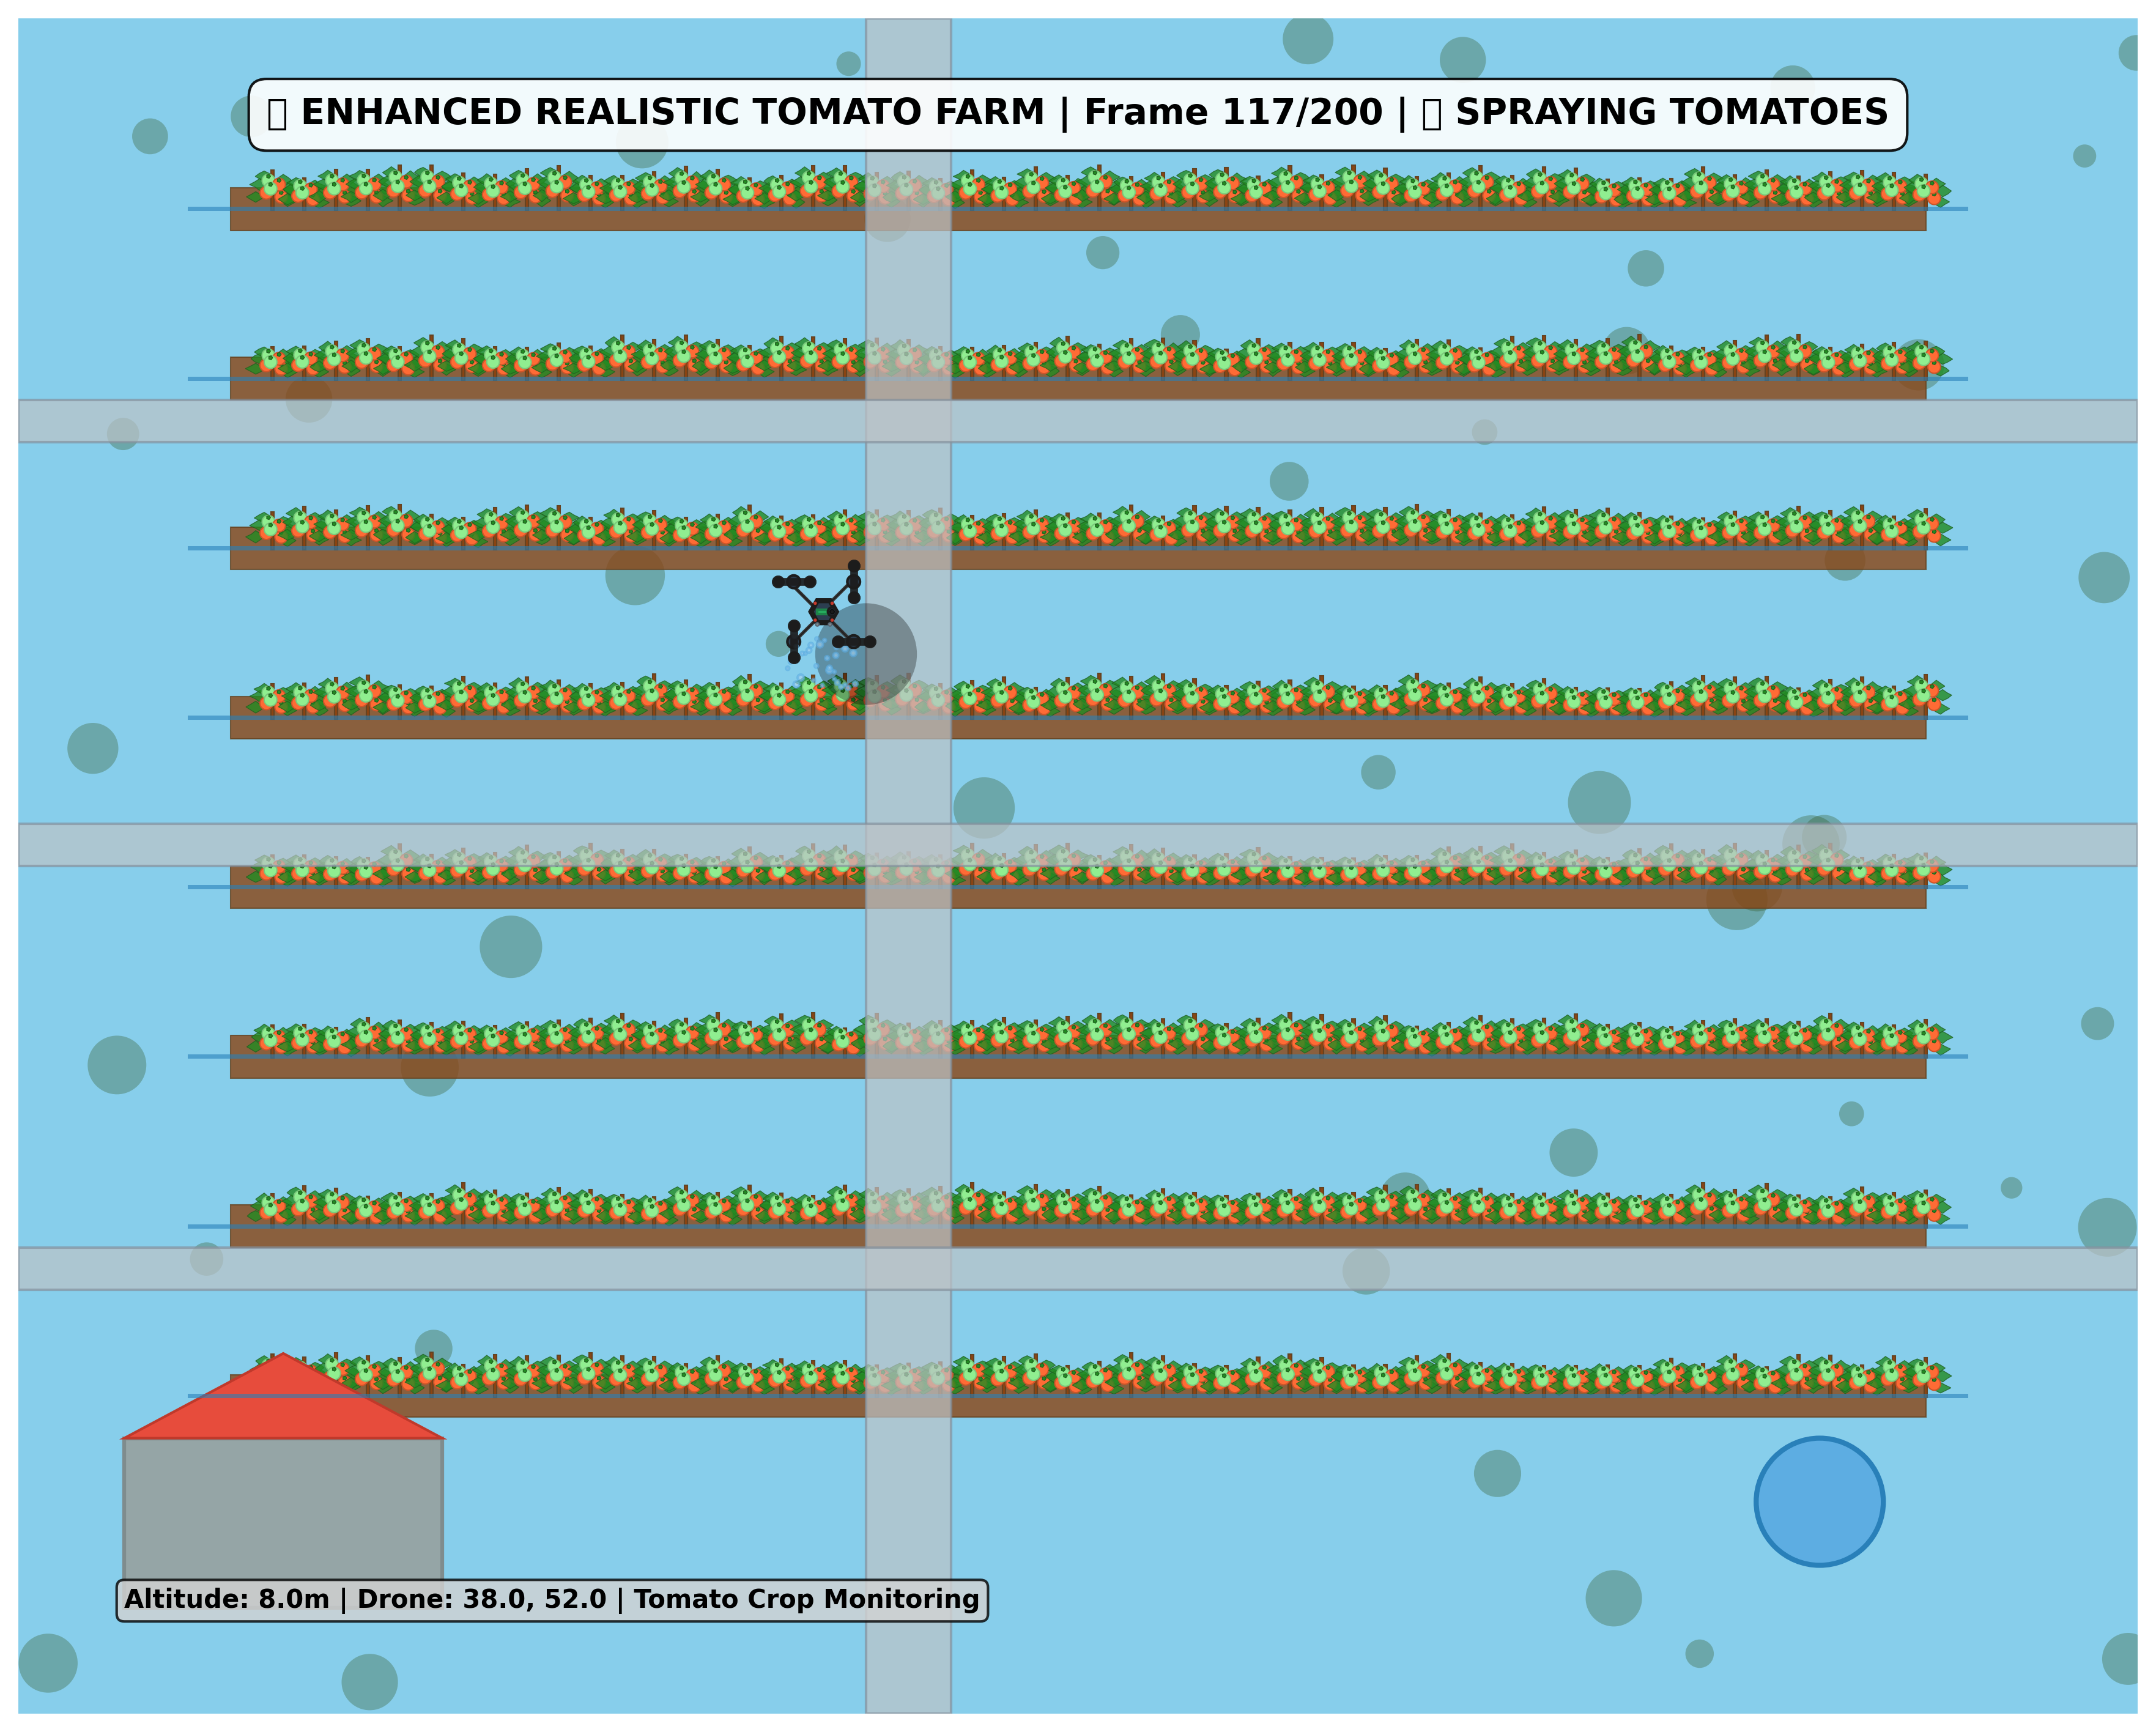 ▯ ENHANCED REALISTIC TOMATO FARM | Frame 117/200 | ▯ SPRAYING TOMATOES
Altitude: 8.0m | Drone: 38.0, 52.0 | Tomato Crop Monitoring